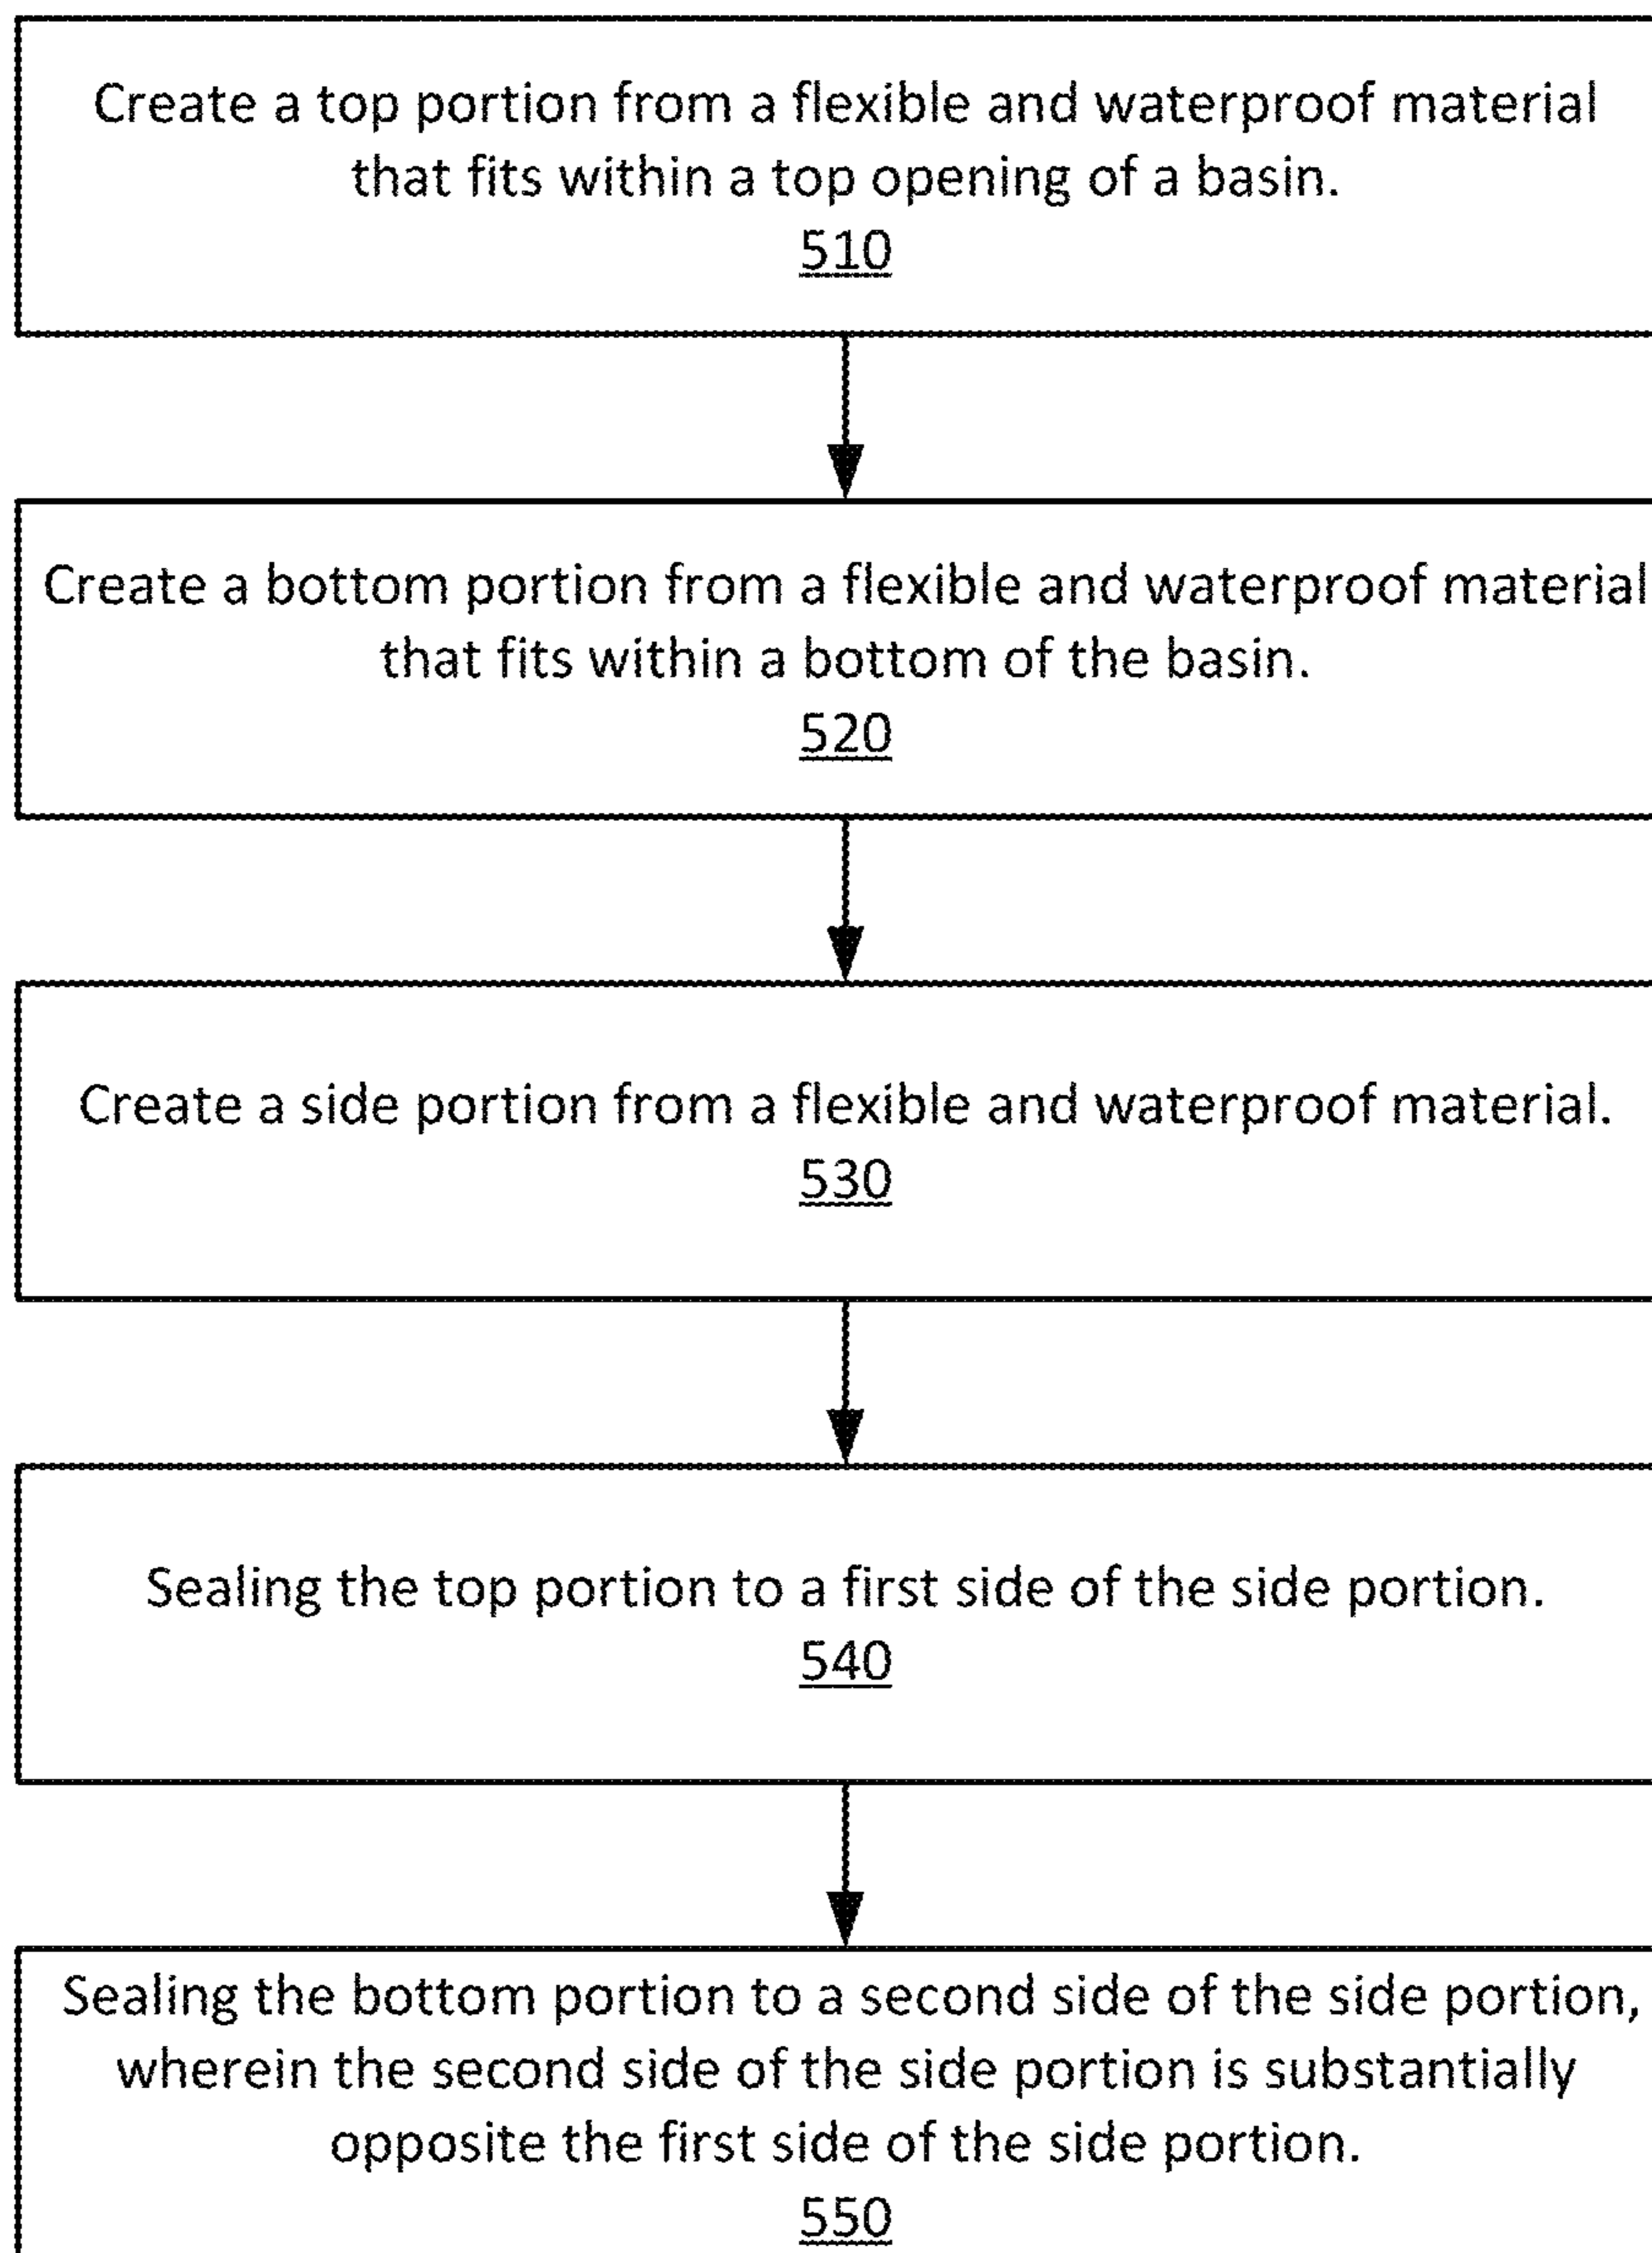 Create a top portion from a flexible and waterproof material
that fits within a top opening of a basin.
510
Create a bottom portion from a flexible and waterproof material
that fits within a bottom of the basin.
520
Create a side portion from a flexible and waterproof material.
530
Sealing the top portion to a first side of the side portion.
540
Sealing the bottom portion to a second side of the side portion,
wherein the second side of the side portion is substantially
opposite the first side of the side portion.
550